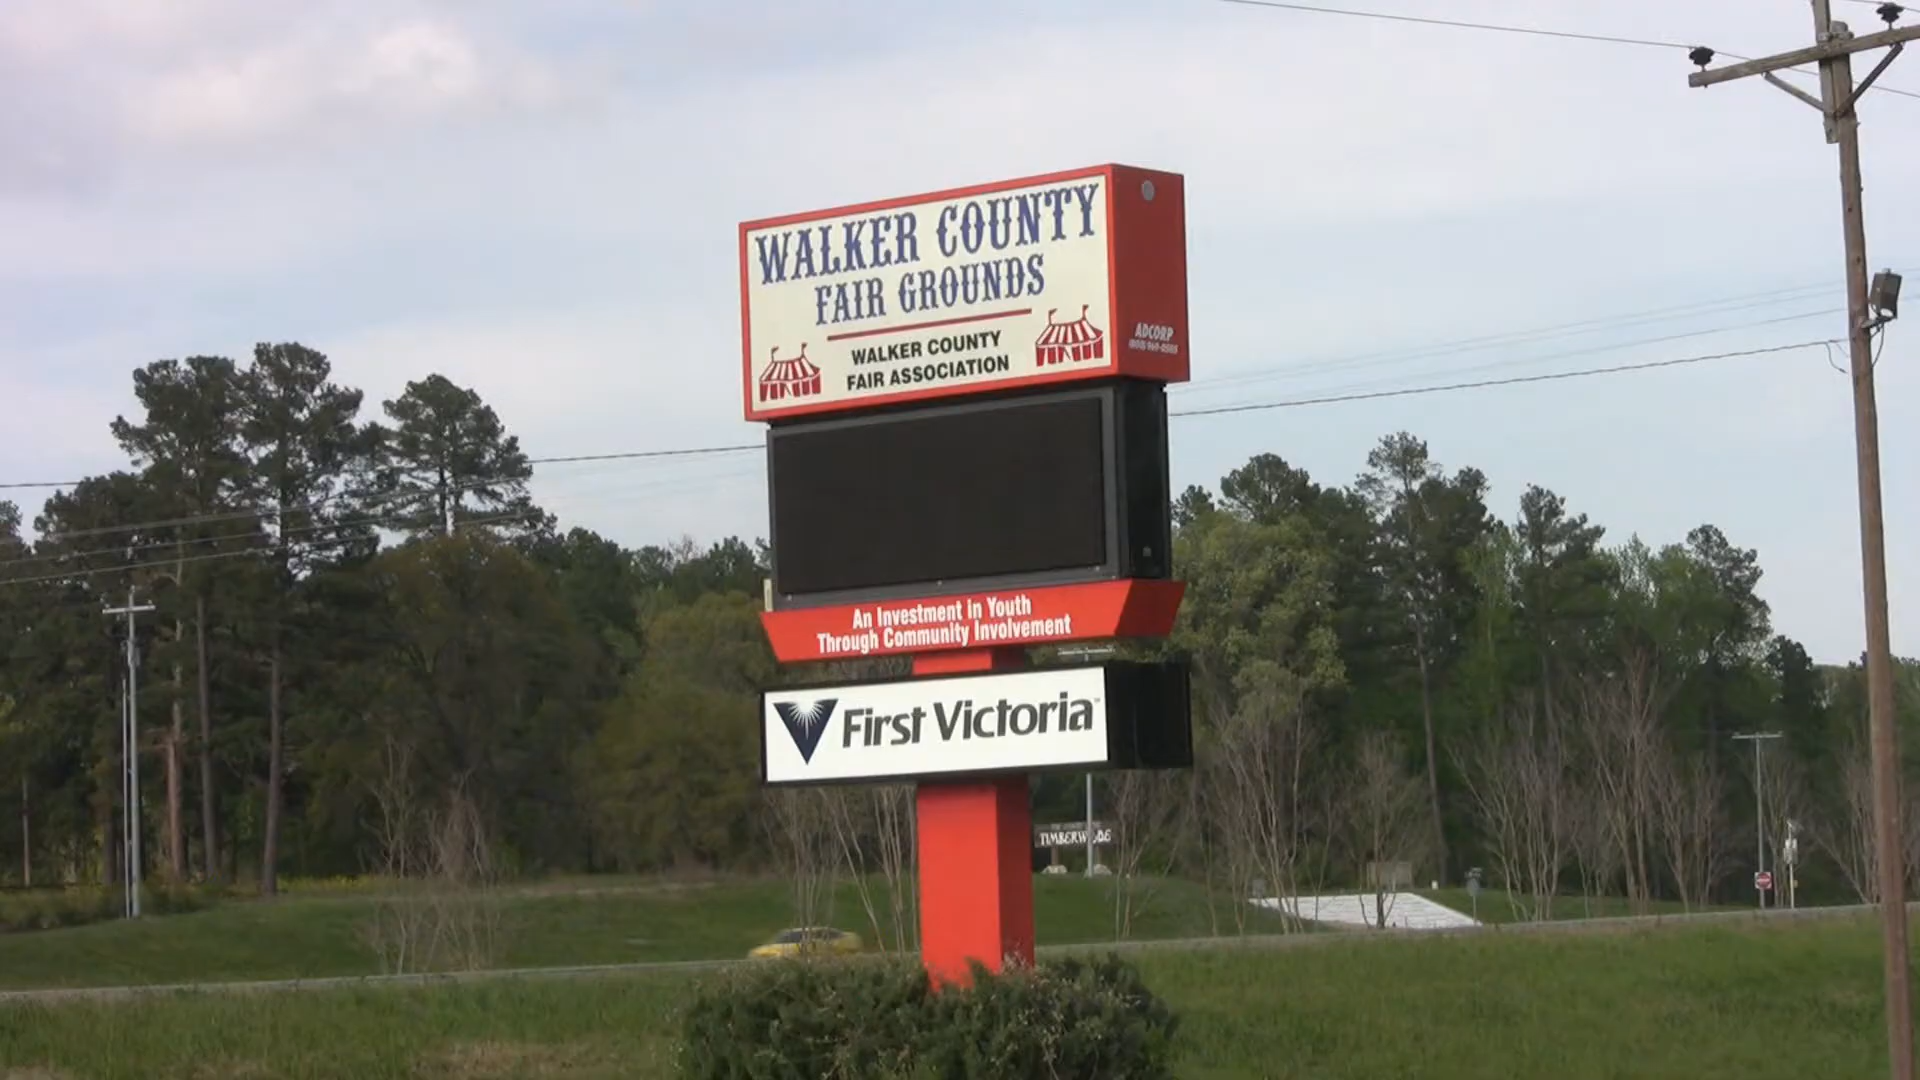 WALKER COUNTY
FAIR GROUNDS
WALKER COUNTY
FAIR ASSOCIATION
ADCORP
An Investment in Youth
Through Community Involvement
First Victoria